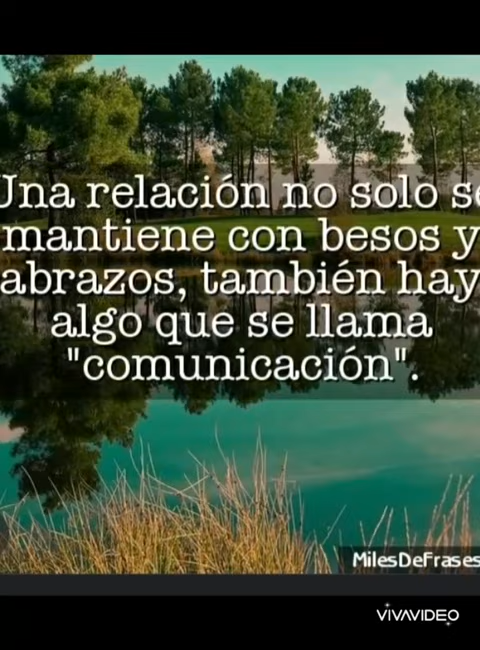 Una relación no solo se
mantiene con besos y
abrazos, también hay
algo que se llama
"comunicación".
MilesDeFrases
VIVAVIDEO